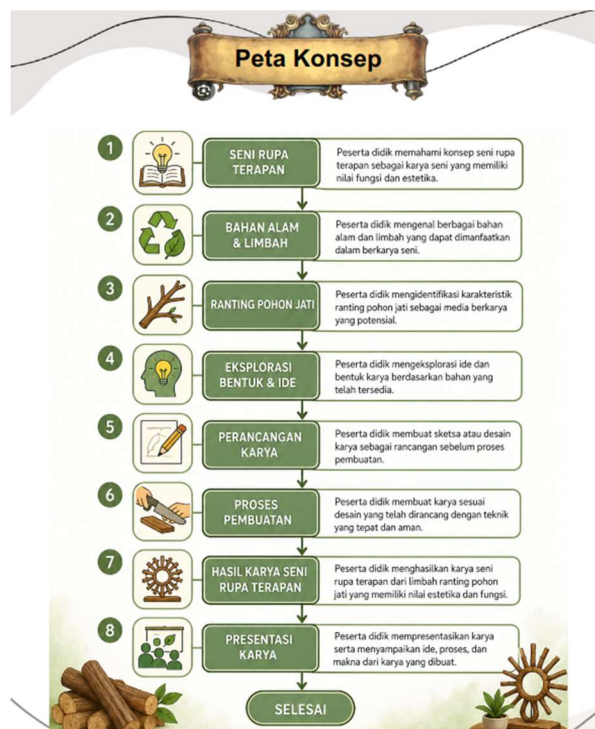 Peta Konsep
1
SENI RUPA
TERAPAN
Peserta didik memahami konsep seni rupa
terapan sebagai karya seni yang memiliki
nilai fungsi dan estetika.
2
BAHAN ALAM
& LIMBAH
Peserta didik mengenal berbagai bahan
alam dan limbah yang dapat dimanfaatkan
dalam berkarya seni.
3
RANTING POHON JATI
Peserta didik mengidentifikasi karakteristik
ranting pohon jati sebagai media berkarya
yang potensial.
4
EKSPLORASI
BENTUK & IDE
Peserta didik mengeksplorasi ide dan
bentuk karya berdasarkan bahan yang
telah tersedia.
5
PERANCANGAN
KARYA
Peserta didik membuat sketsa atau desain
karya sebagai rancangan sebelum proses
pembuatan.
6
PROSES
PEMBUATAN
Peserta didik membuat karya sesuai
desain yang telah dirancang dengan teknik
yang tepat dan aman.
7
HASIL KARYA SENI
RUPA TERAPAN
Peserta didik menghasilkan karya seni
rupa terapan dari limbah ranting pohon
jati yang memiliki nilai estetika dan fungsi.
8
PRESENTASI
KARYA
Peserta didik mempresentasikan karya
serta menyampaikan ide, proses, dan
makna dari karya yang dibuat.
SELESAI